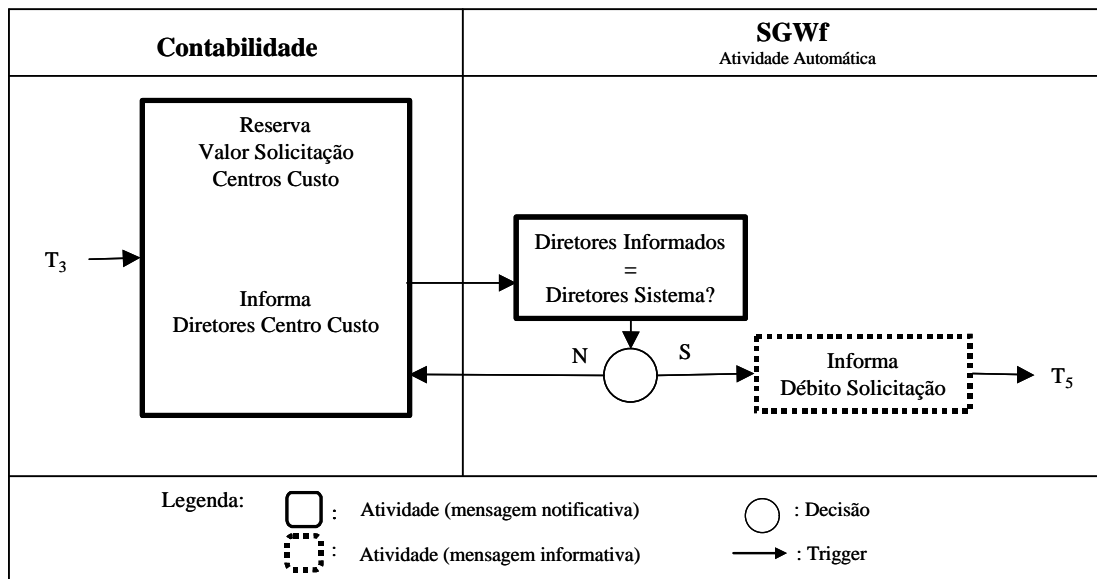 Contabilidade
SGWf
Atividade Automática
Reserva
Valor Solicitação
Centros Custo
T3
Informa
Diretores Centro Custo
Diretores Informados
=
Diretores Sistema?
N
S
Informa
Débito Solicitação
T5
Legenda:
: Atividade (mensagem notificativa)
: Decisão
: Atividade (mensagem informativa)
: Trigger